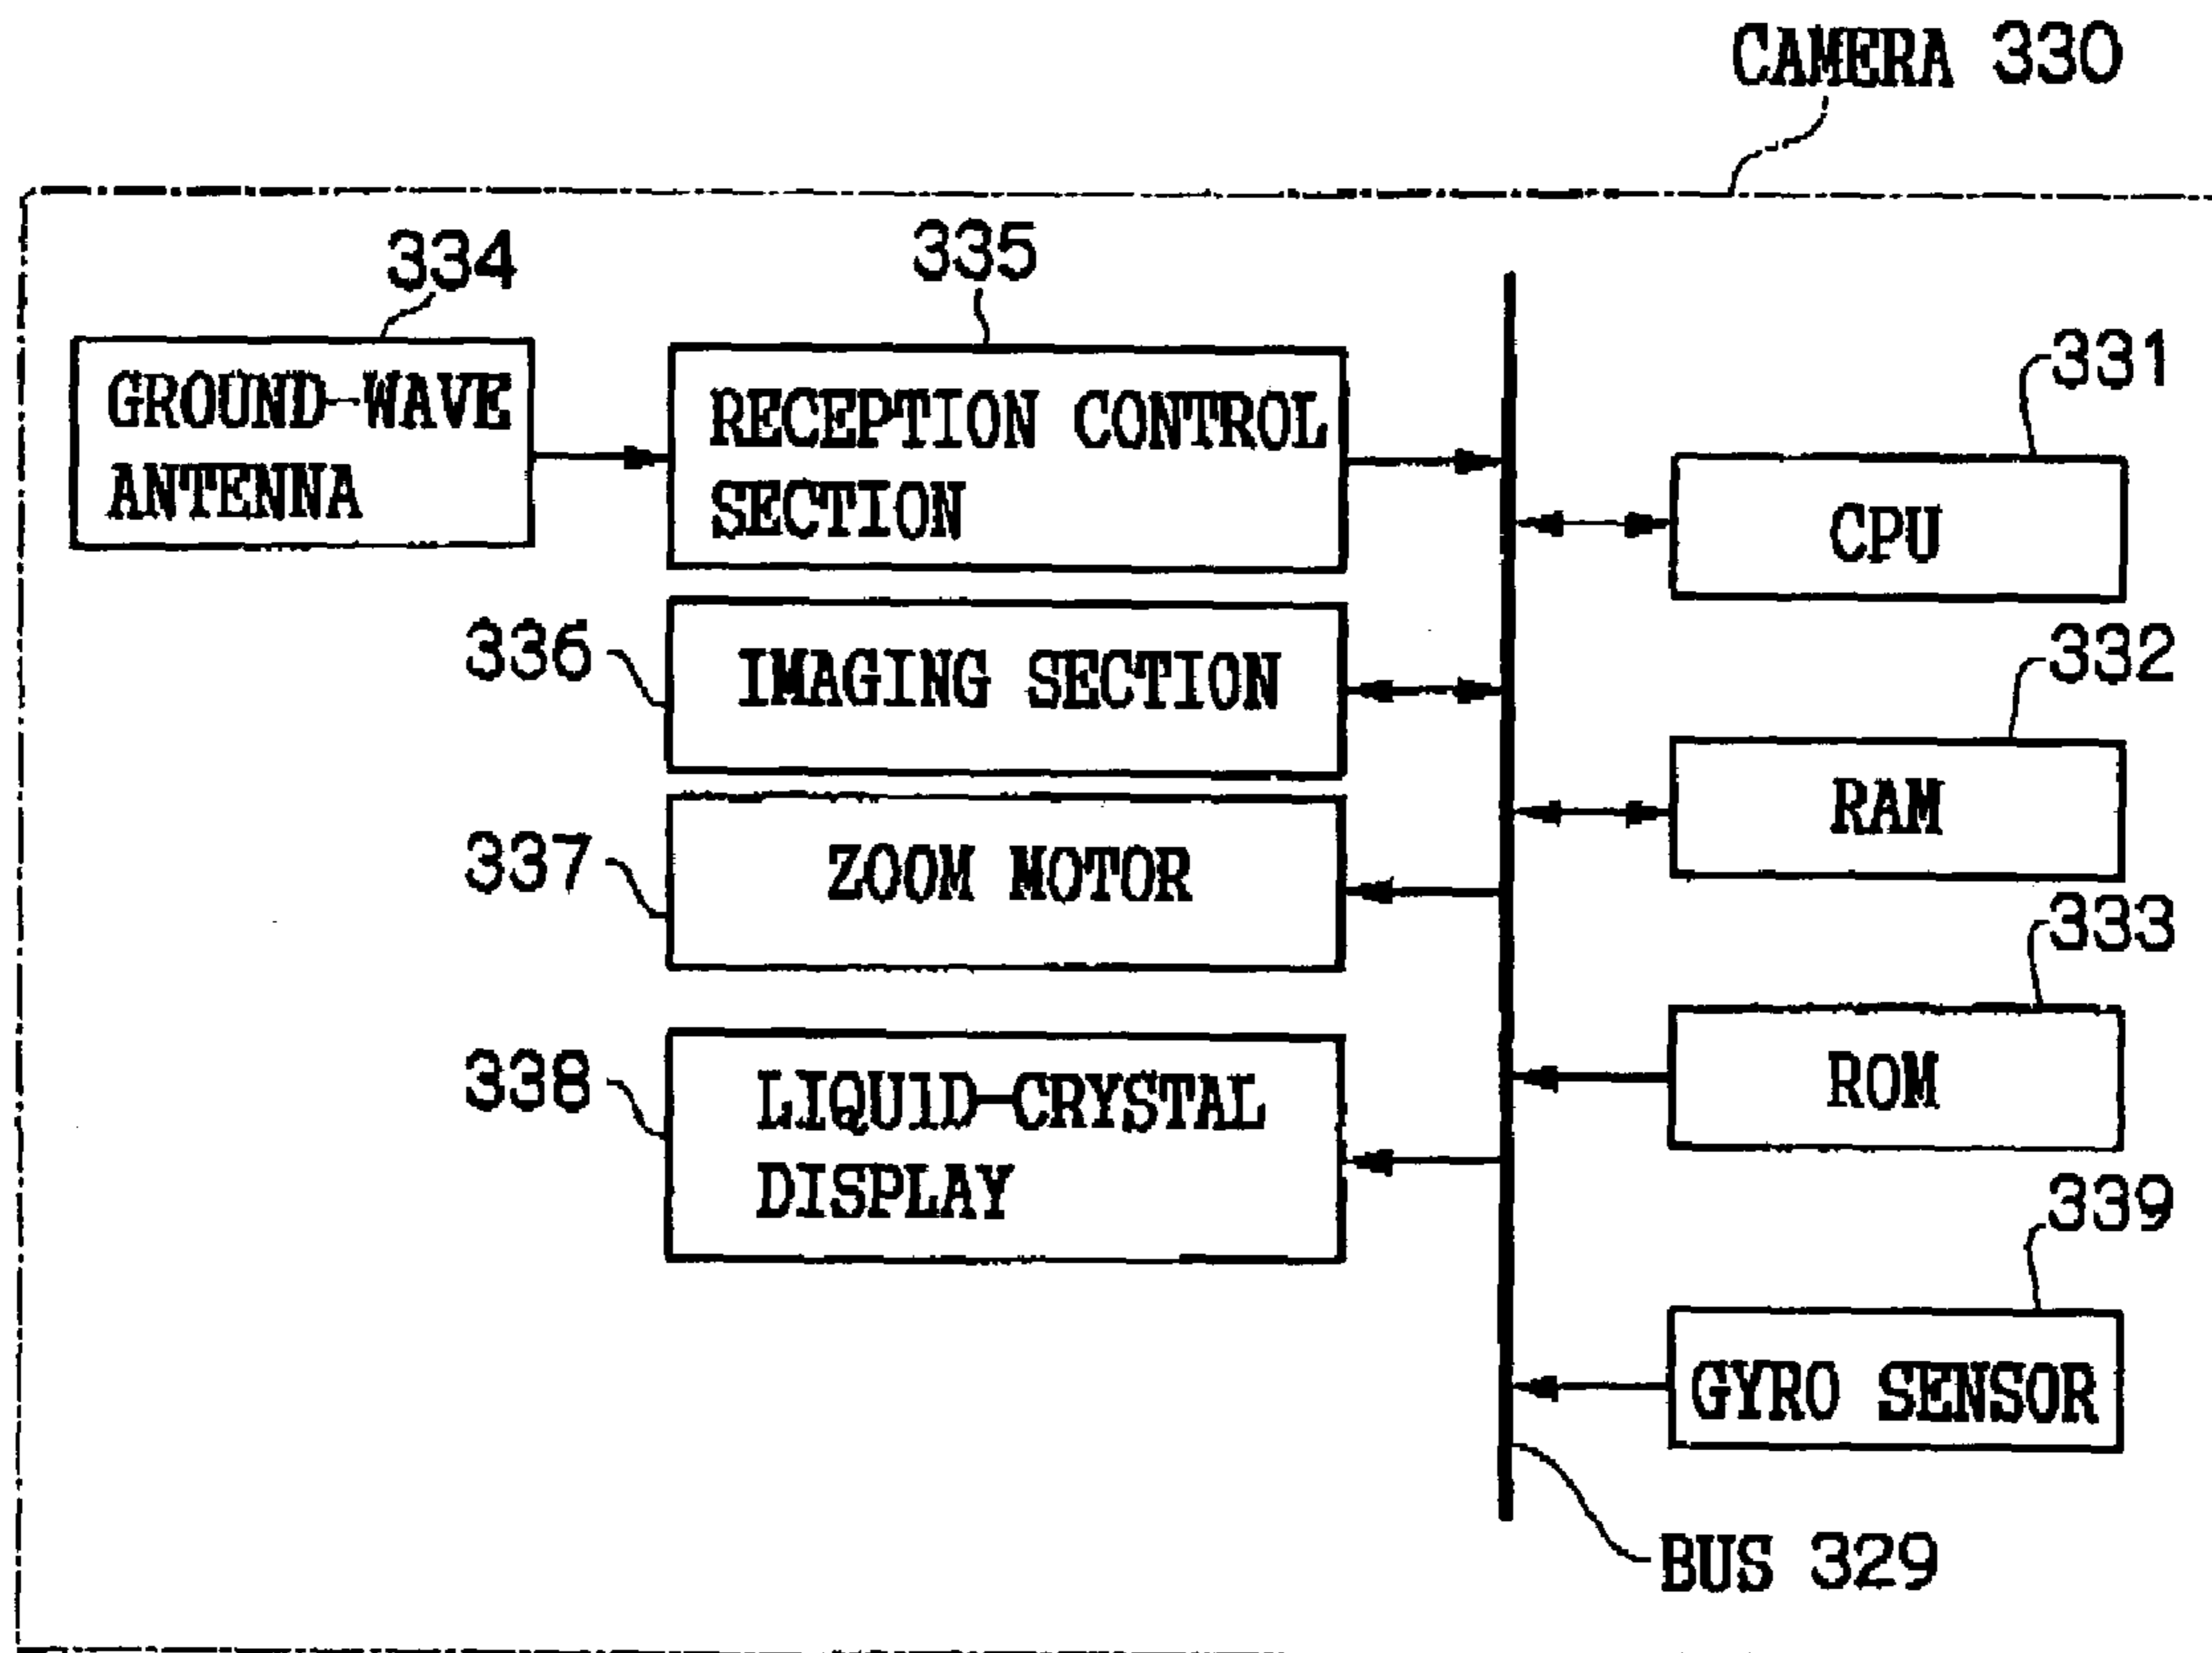 CAMERA 330
334
335
GROUND-WAVE
ANTENNA
RECEPTION CONTROL
SECTION
331
CPU
336
IMAGING SECTION
332
RAM
337
ZOOM MOTOR
333
ROM
338
LIQUID-CRYSTAL
DISPLAY
339
GYRO SENSOR
BUS 329